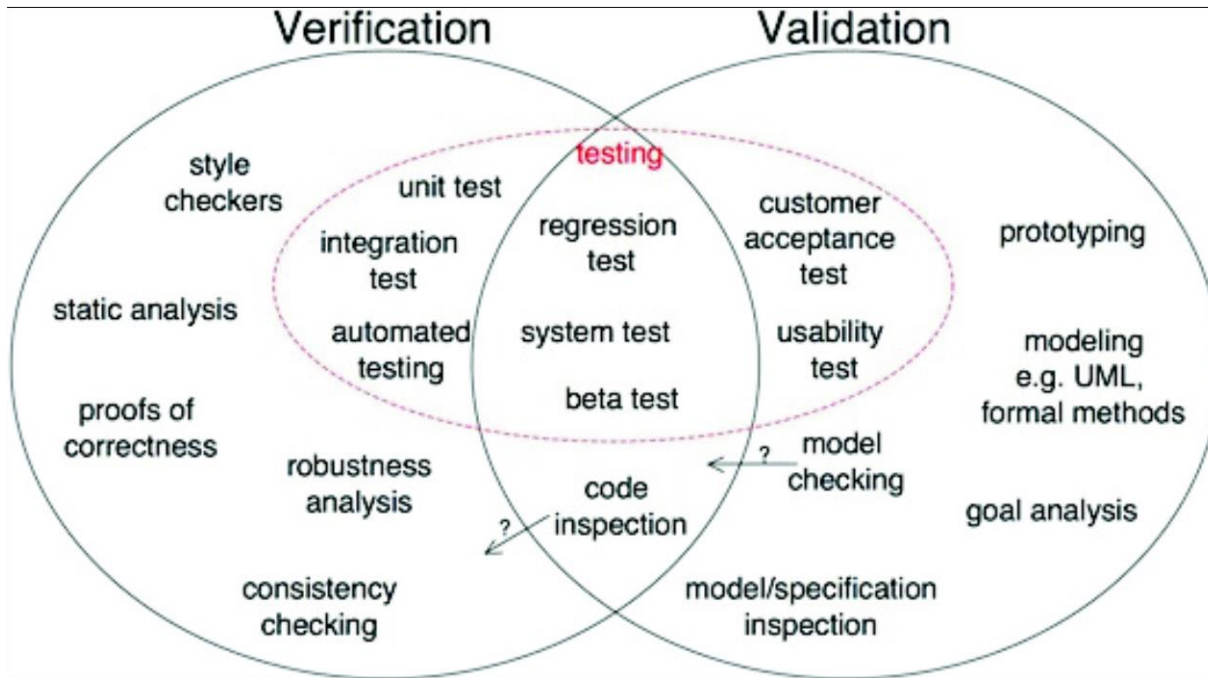 Verification
Validation
testing
style
checkers
unit test
integration
test
automated
testing
static analysis
proofs of
correctness
robustness
analysis
consistency
checking
regression
test
system test
beta test
code
inspection
?
customer
acceptance
test
usability
test
?
model
checking
model/specification
inspection
prototyping
modeling
e.g. UML,
formal methods
goal analysis